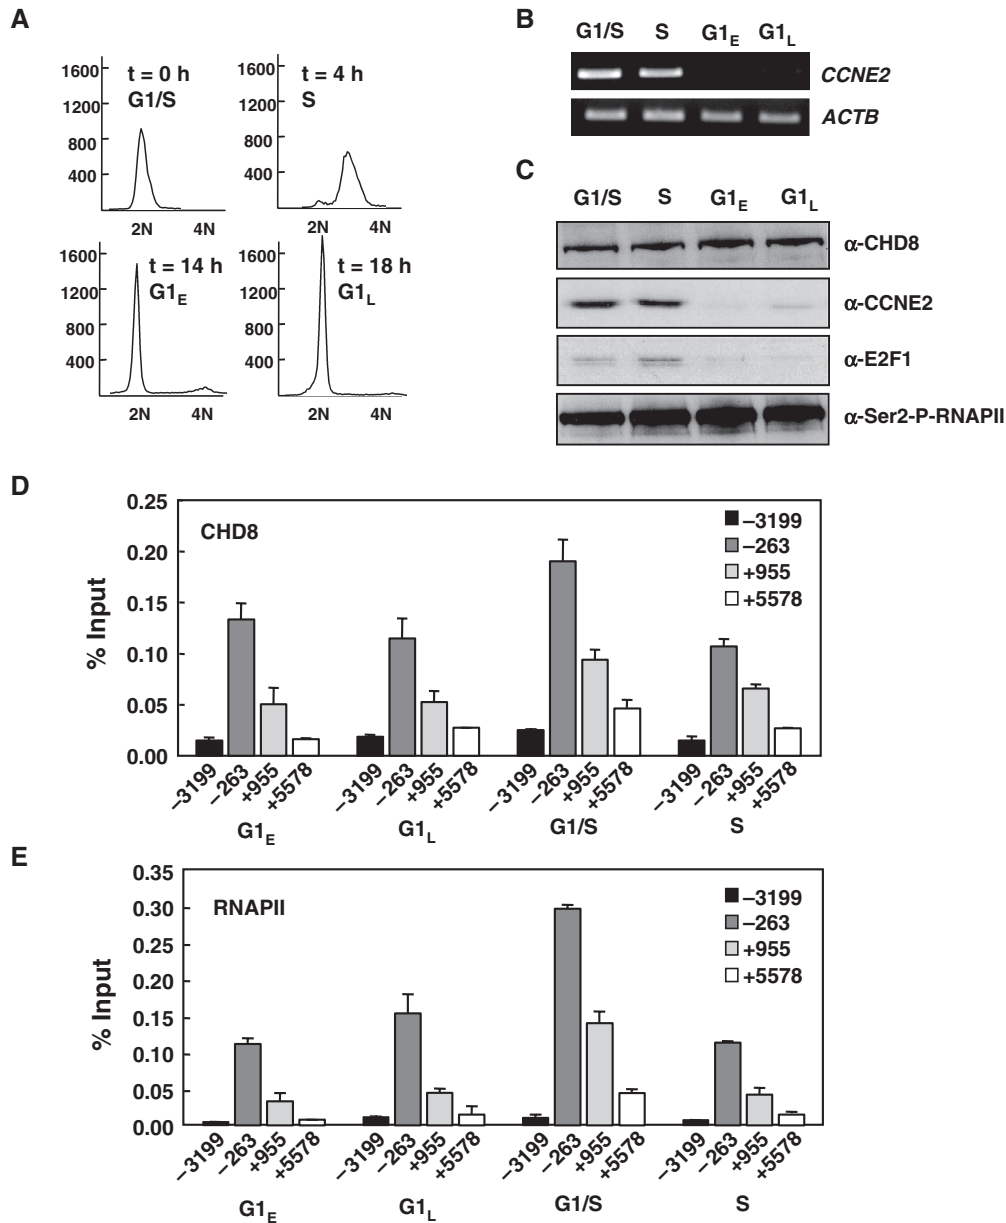 A
1600
1200
800
400
t = 0 h
G1/S
2N 4N
1600
1200
800
400
t = 4 h
S
2N 4N
1600
1200
800
400
t = 14 h
G1E
2N 4N
1600
1200
800
400
t = 18 h
G1L
2N 4N
B
G1/S S G1E G1L
CCNE2
ACTB
C
G1/S S G1E G1L
α-CHD8
α-CCNE2
α-E2F1
α-Ser2-P-RNAPII
D
CHD8
% Input
0.25
0.20
0.15
0.10
0.05
0.00
–3199
–263
+955
+5578
–3199 –263 +955 +5578 –3199 –263 +955 +5578 –3199 –263 +955 +5578 –3199 –263 +955 +5578
G1E G1L G1/S S
E
RNAPII
% Input
0.35
0.30
0.25
0.20
0.15
0.10
0.05
0.00
–3199
–263
+955
+5578
–3199 –263 +955 +5578 –3199 –263 +955 +5578 –3199 –263 +955 +5578 –3199 –263 +955 +5578
G1E G1L G1/S S